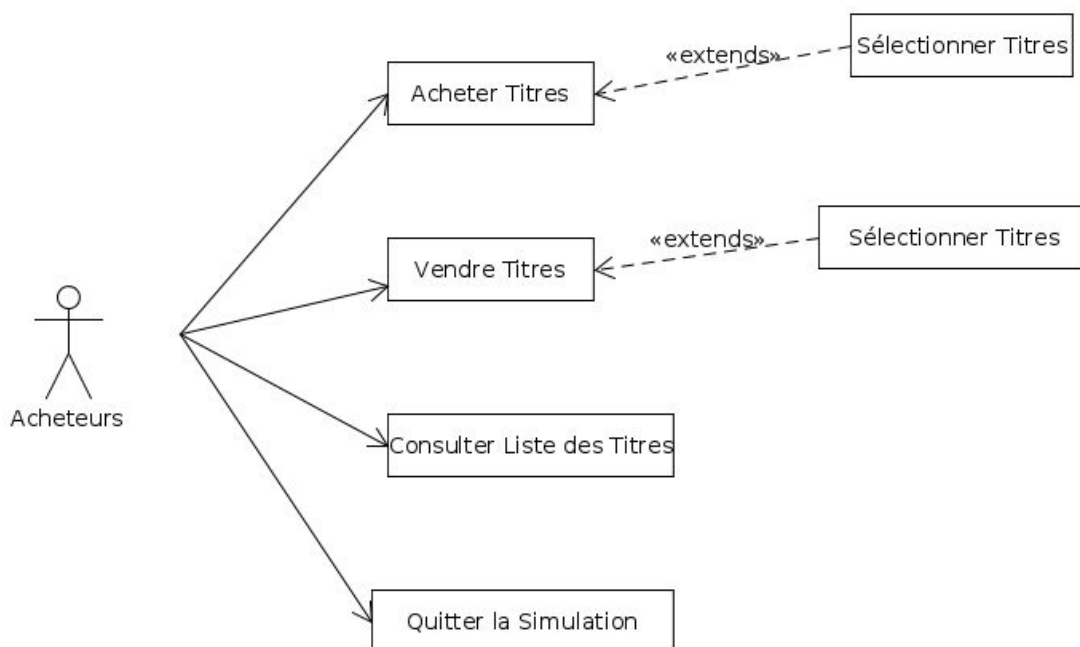 Sélectionner Titres
«extends»
Acheter Titres
Sélectionner Titres
«extends»
Vendre Titres
Acheteurs
Consulter Liste des Titres
Quitter la Simulation